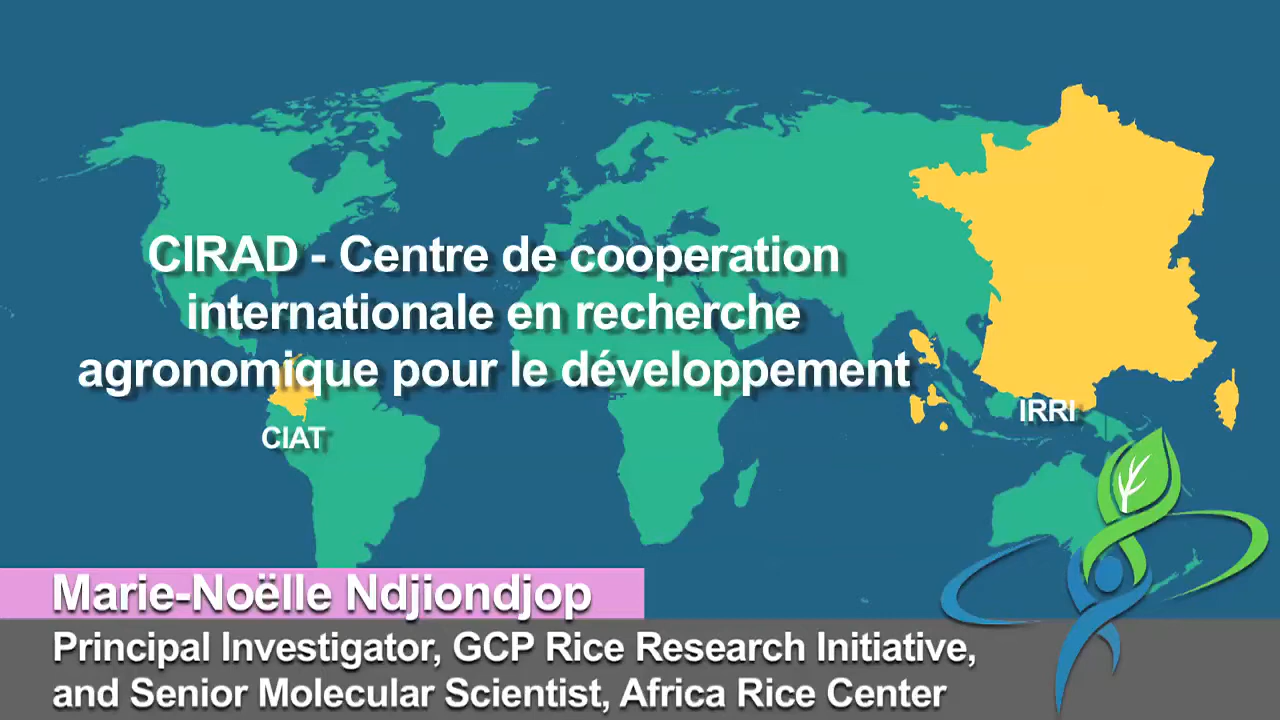 CIRAD - Centre de cooperation
internationale en recherche
agronomique pour le développement
IRRI
CIAT
Marie-Noëlle Ndjiondjop
Principal Investigator, GCP Rice Research Initiative,
and Senior Molecular Scientist, Africa Rice Center